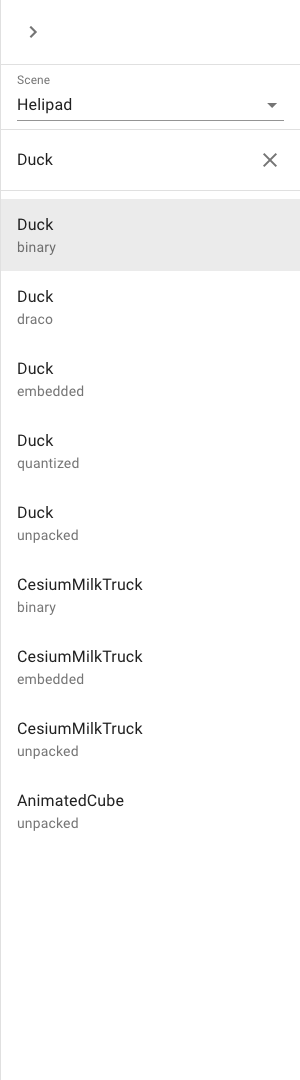 Scene
Helipad
Duck
Duck
binary
Duck
draco
Duck
embedded
Duck
quantized
Duck
unpacked
CesiumMilkTruck
binary
CesiumMilkTruck
embedded
CesiumMilkTruck
unpacked
AnimatedCube
unpacked